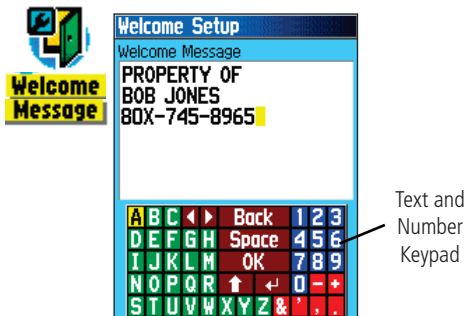 Welcome
Message
Welcome Setup
Welcome Message
PROPERTY OF
BOB JONES
80X-745-8965
A B C Back 1 2 3
D E F G H Space 4 5 6
I J K L M OK 7 8 9
N O P Q R 0 - +
S T U V W X Y Z & ' , .
Text and
Number
Keypad